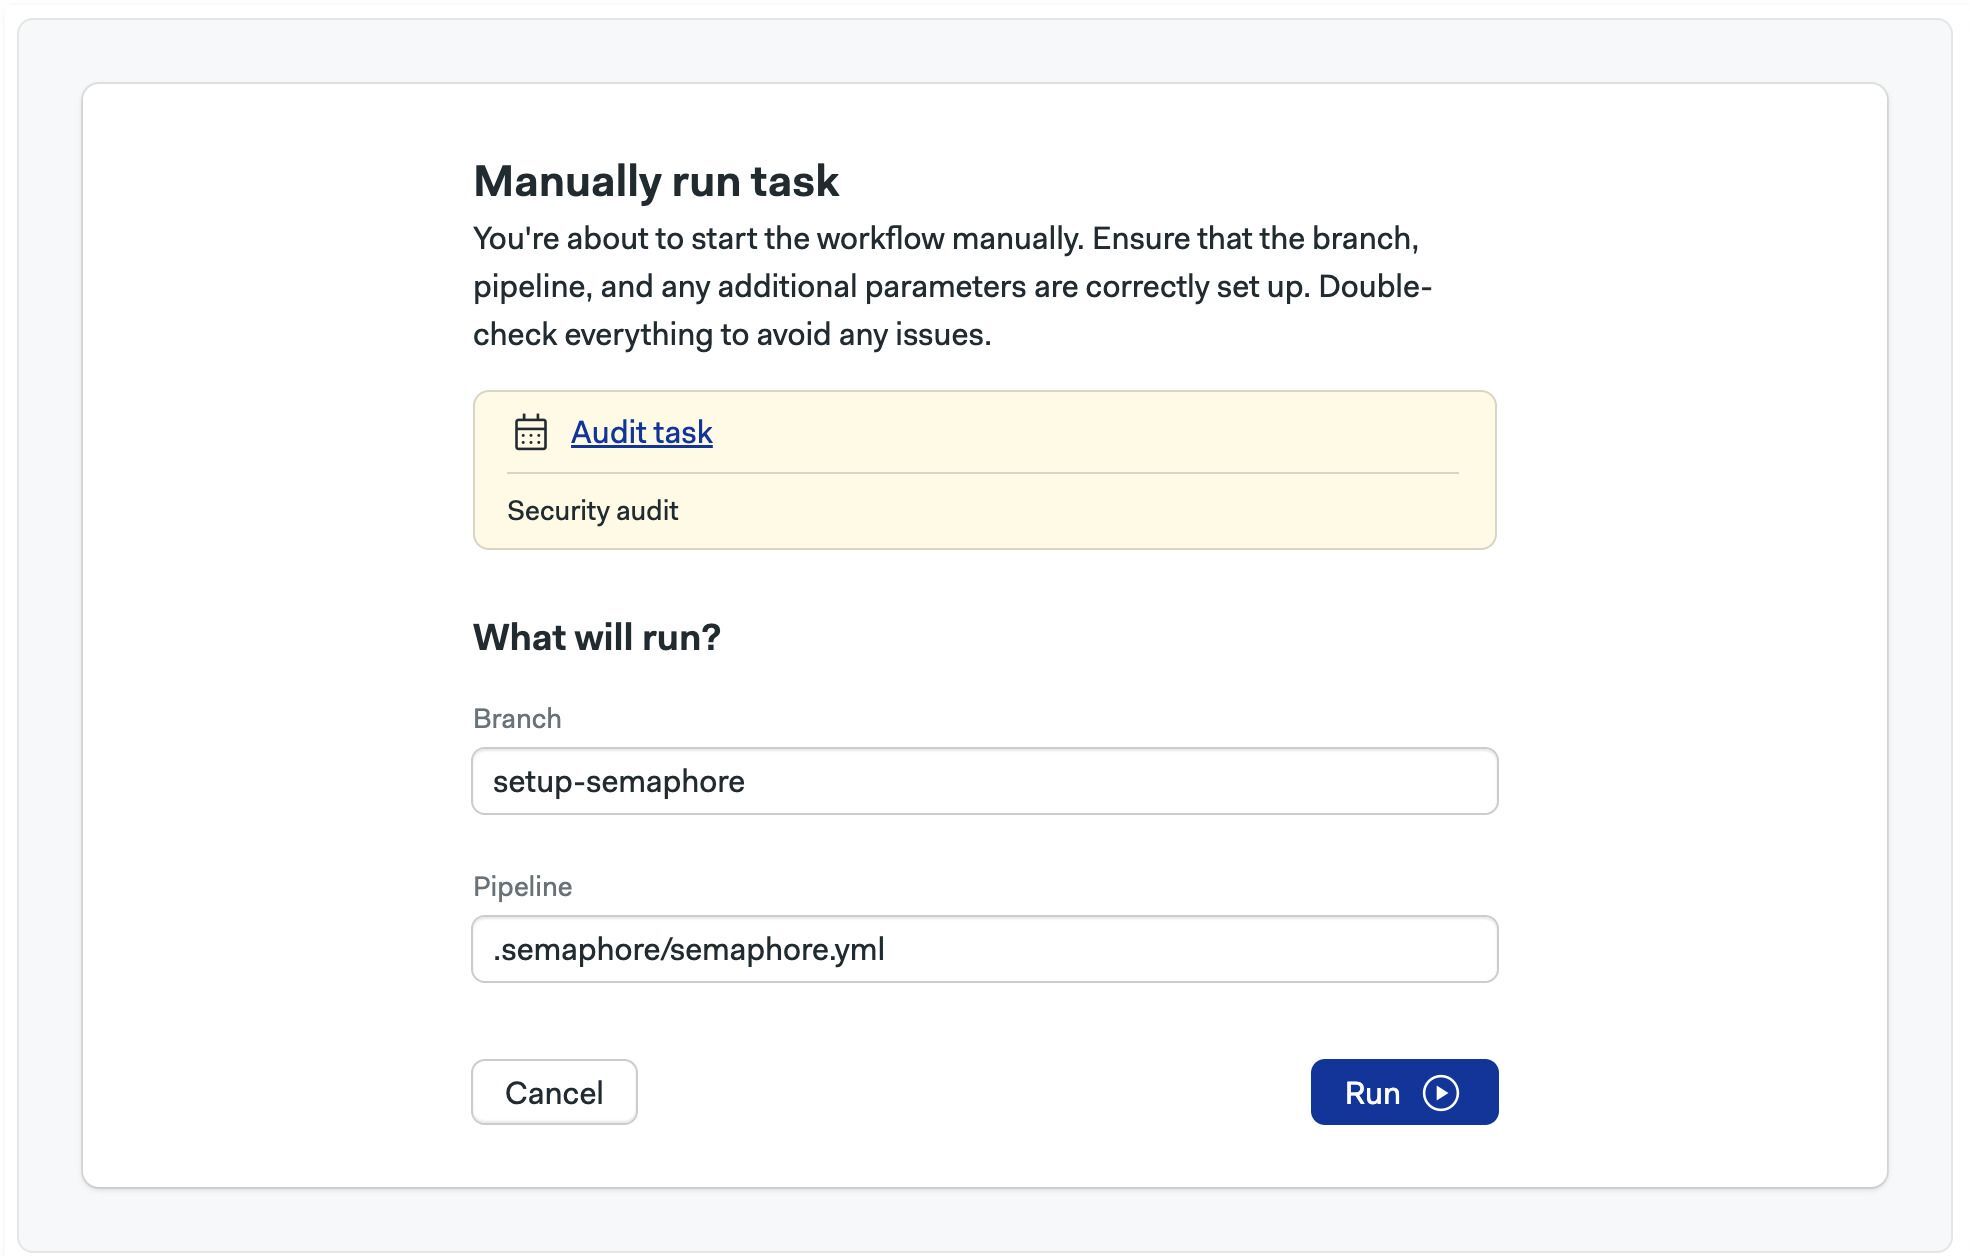 Manually run task
You're about to start the workflow manually. Ensure that the branch,
pipeline, and any additional parameters are correctly set up. Double-
check everything to avoid any issues.
Audit task
Security audit
What will run?
Branch
setup-semaphore
Pipeline
.semaphore/semaphore.yml
Cancel
Run